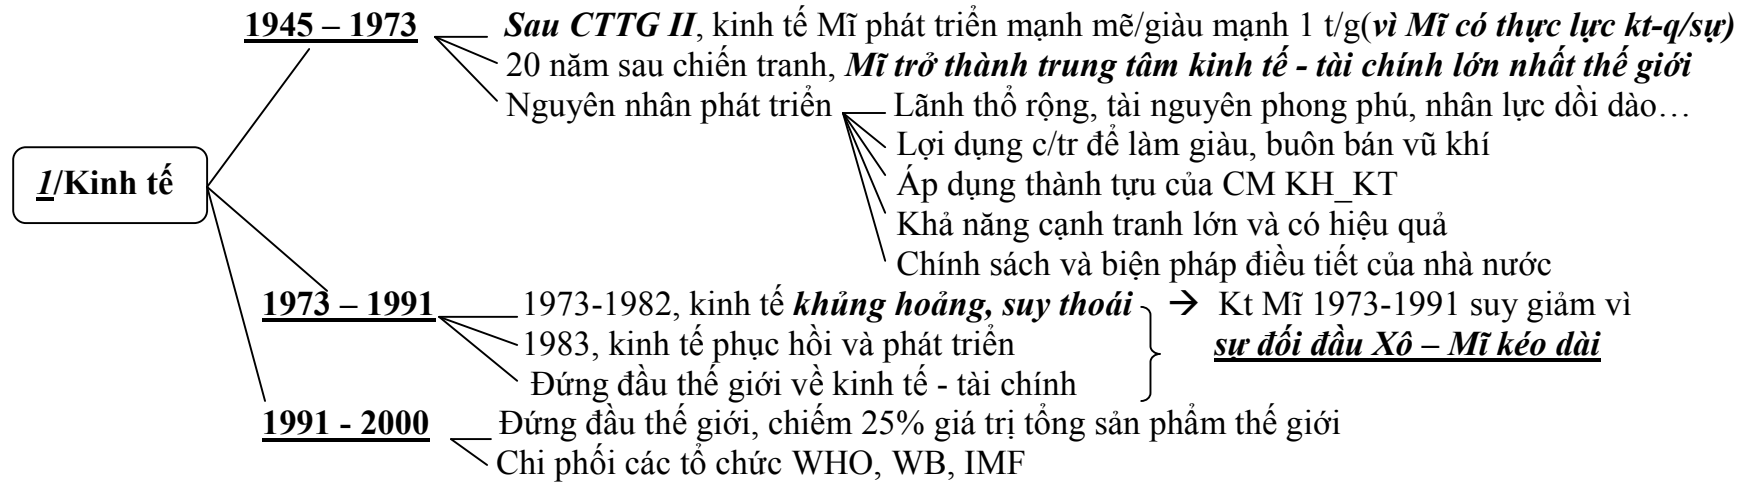 1945 – 1973 Sau CTTG II, kinh tế Mĩ phát triển mạnh mẽ/giàu mạnh 1 t/g(vì Mĩ có thực lực kt-q/sự)
20 năm sau chiến tranh, Mĩ trở thành trung tâm kinh tế - tài chính lớn nhất thế giới
Nguyên nhân phát triển Lãnh thổ rộng, tài nguyên phong phú, nhân lực dồi dào…
Lợi dụng c/tr để làm giàu, buôn bán vũ khí
1/Kinh tế Áp dụng thành tựu của CM KH_KT
Khả năng cạnh tranh lớn và có hiệu quả
Chính sách và biện pháp điều tiết của nhà nước
1973 – 1991 1973-1982, kinh tế khủng hoảng, suy thoái → Kt Mĩ 1973-1991 suy giảm vì
1983, kinh tế phục hồi và phát triển sự đối đầu Xô – Mĩ kéo dài
Đứng đầu thế giới về kinh tế - tài chính
1991 - 2000 Đứng đầu thế giới, chiếm 25% giá trị tổng sản phẩm thế giới
Chi phối các tổ chức WHO, WB, IMF